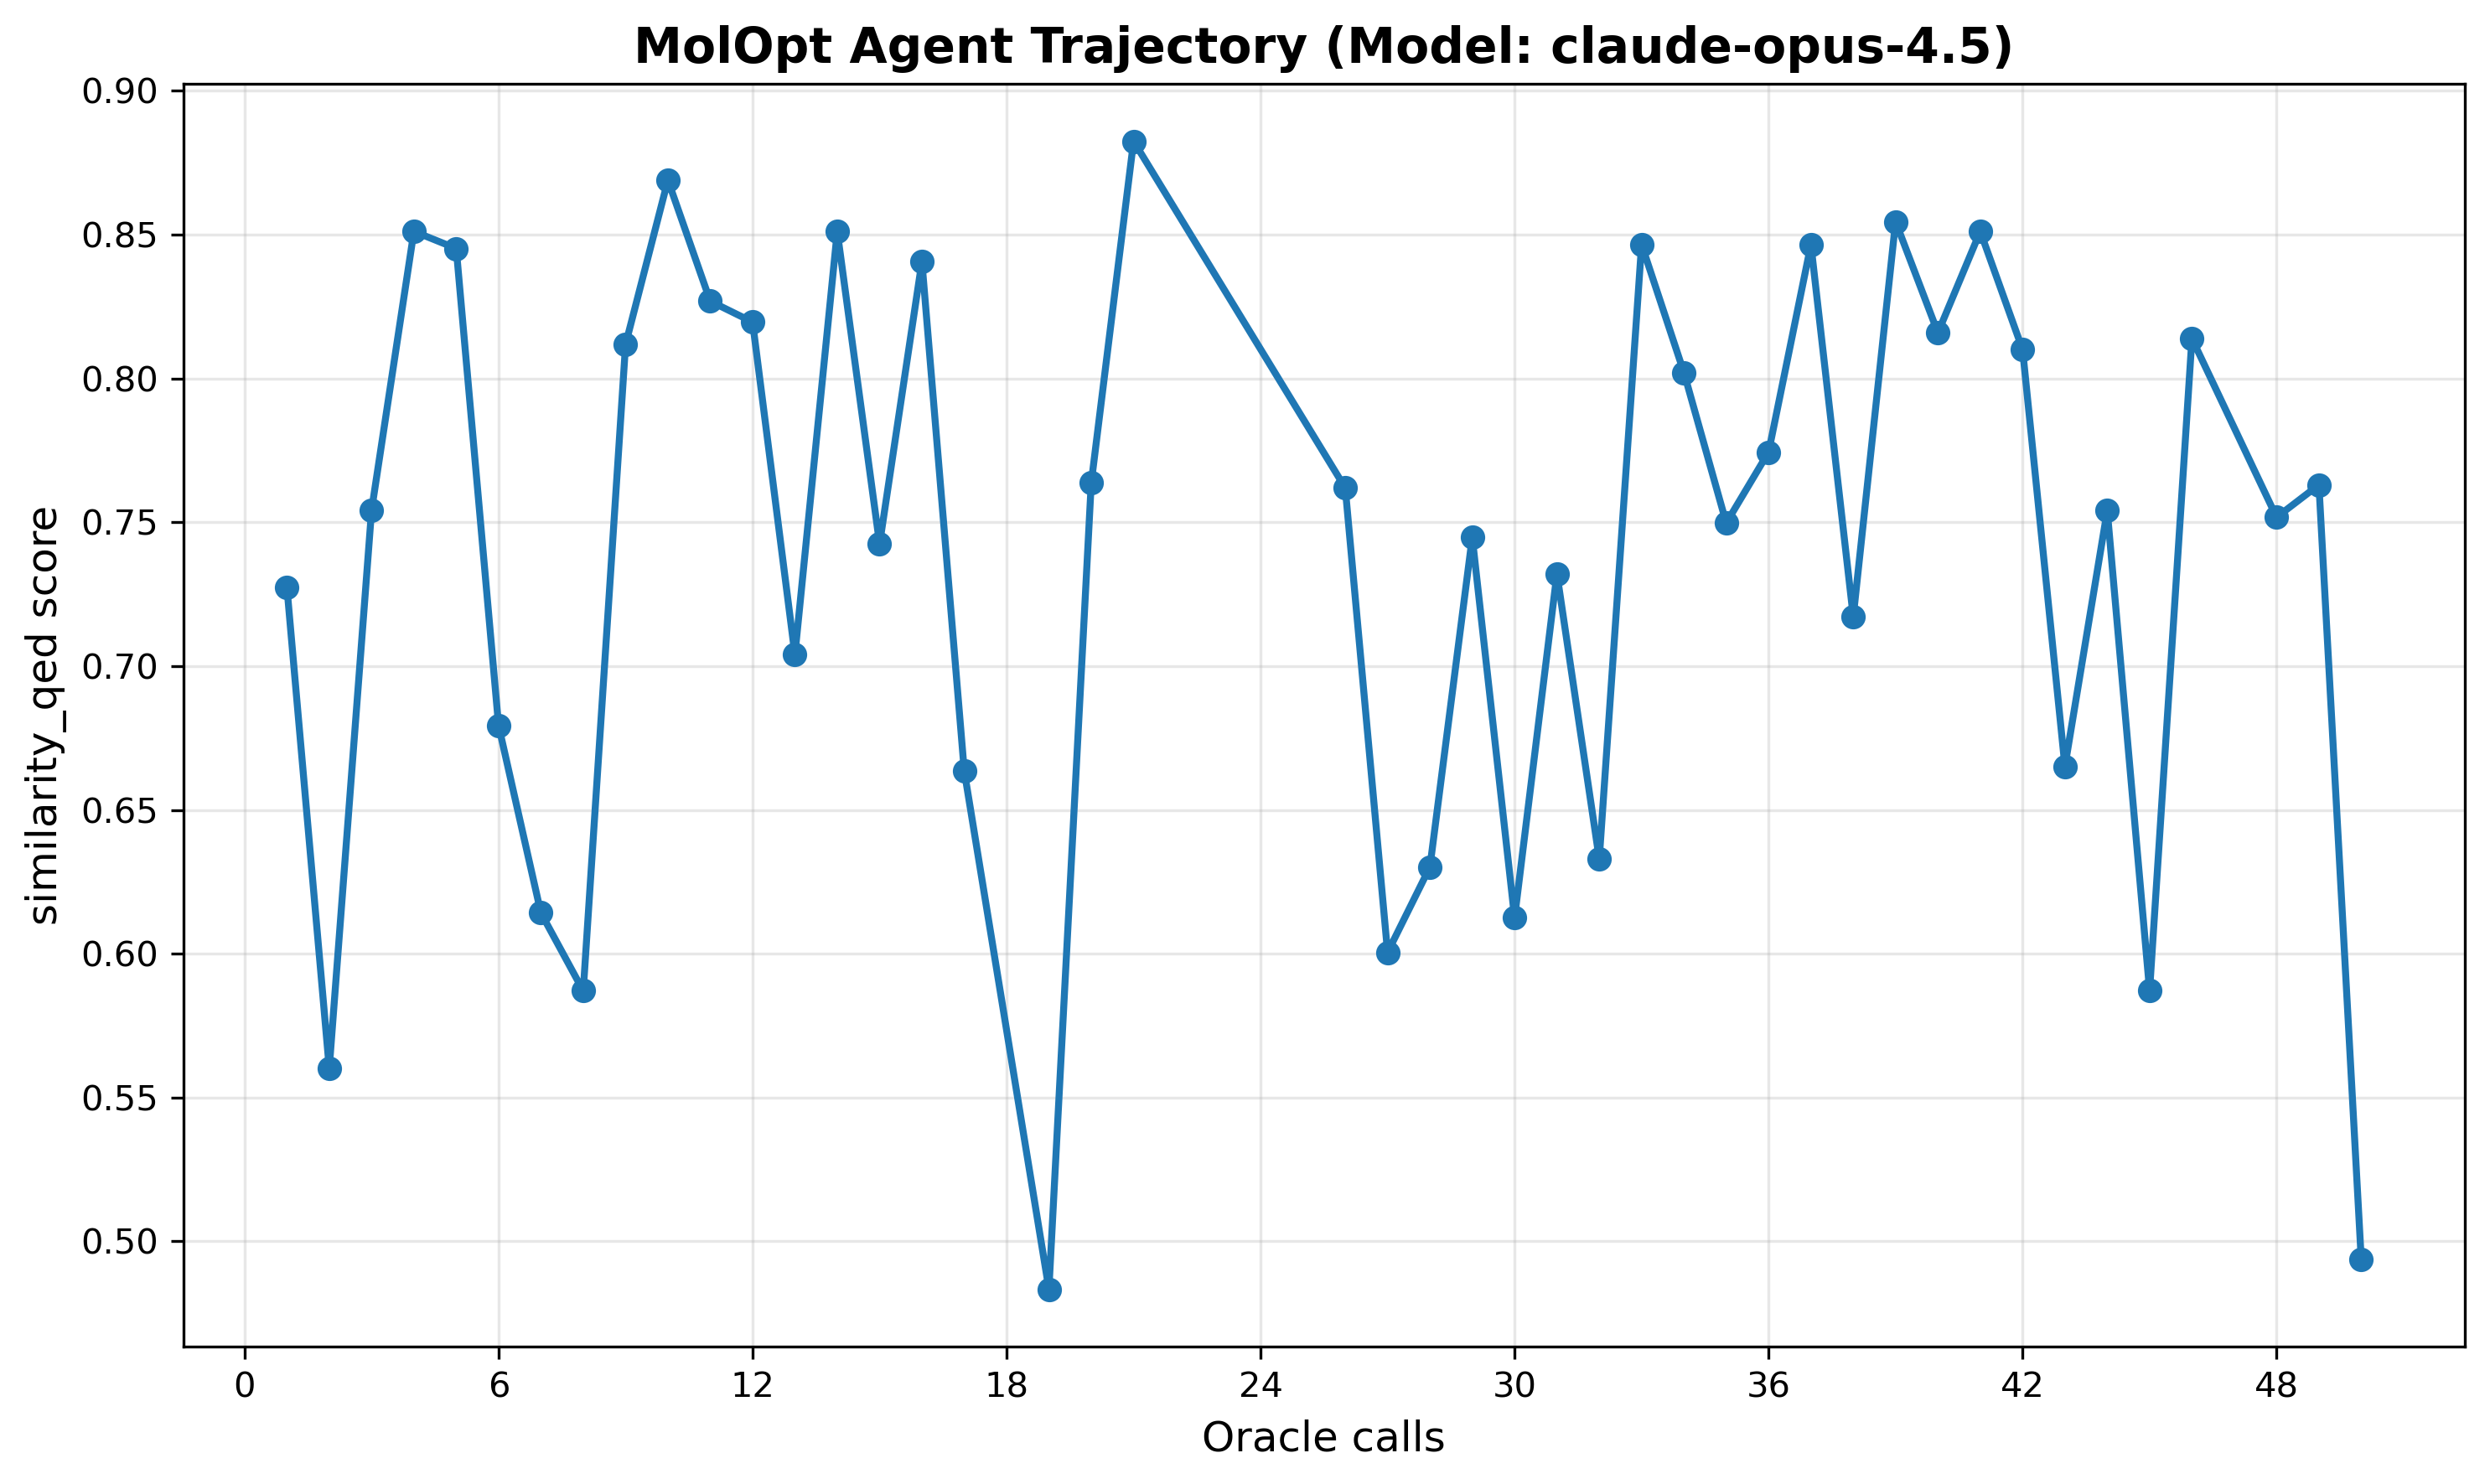 MolOpt Agent Trajectory (Model: claude-opus-4.5)
similarity_qed score
0.90
0.85
0.80
0.75
0.70
0.65
0.60
0.55
0.50
0 6 12 18 24 30 36 42 48
Oracle calls